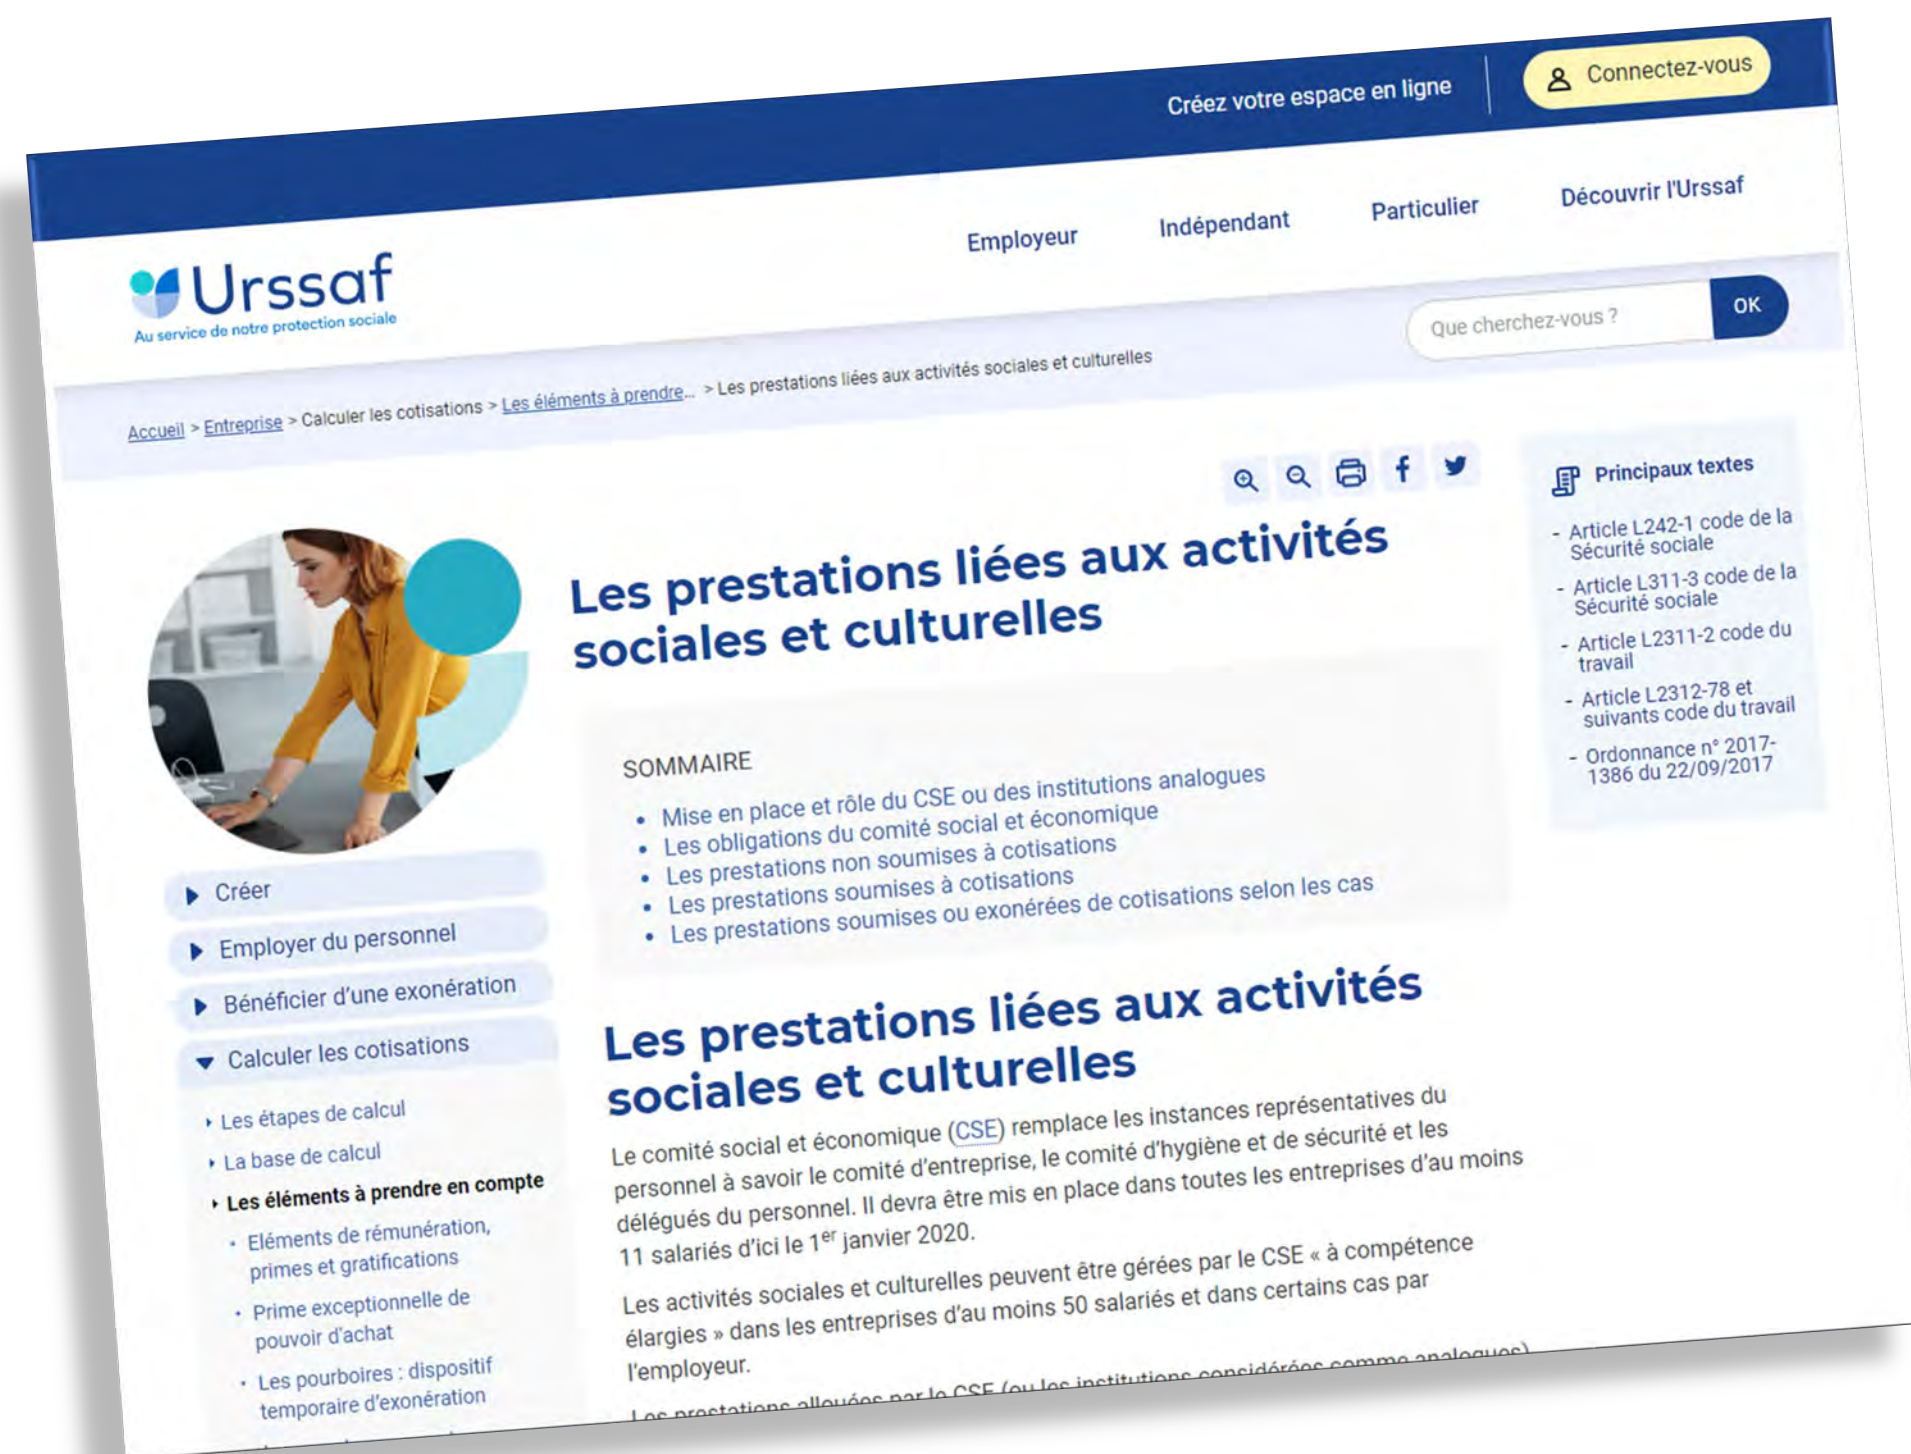 Créez votre espace en ligne
Connectez-vous
Urssaf
Au service de notre protection sociale
Employeur
Indépendant
Particulier
Découvrir l'Urssaf
Que cherchez-vous ?
OK
Accueil > Entreprise > Calculer les cotisations > Les éléments à prendre... > Les prestations liées aux activités sociales et culturelles
Les prestations liées aux activités
sociales et culturelles
SOMMAIRE
• Mise en place et rôle du CSE ou des institutions analogues
• Les obligations du comité social et économique
• Les prestations non soumises à cotisations
• Les prestations soumises à cotisations
• Les prestations soumises ou exonérées de cotisations selon les cas
Principaux textes
- Article L242-1 code de la
Sécurité sociale
- Article L311-3 code de la
Sécurité sociale
- Article L2311-2 code du
travail
- Article L2312-78 et
suivants code du travail
- Ordonnance n° 2017-
1386 du 22/09/2017
Créer
Employer du personnel
Bénéficier d'une exonération
Calculer les cotisations
Les étapes de calcul
La base de calcul
Les éléments à prendre en compte
• Eléments de rémunération,
primes et gratifications
• Prime exceptionnelle de
pouvoir d'achat
• Les pourboires : dispositif
temporaire d'exonération
Les prestations liées aux activités
sociales et culturelles
Le comité social et économique (CSE) remplace les instances représentatives du
personnel à savoir le comité d'entreprise, le comité d'hygiène et de sécurité et les
délégués du personnel. Il devra être mis en place dans toutes les entreprises d'au moins
11 salariés d'ici le 1er janvier 2020.
Les activités sociales et culturelles peuvent être gérées par le CSE « à compétence
élargies » dans les entreprises d'au moins 50 salariés et dans certains cas par
l'employeur.
Les prestations allouées par le CSE (ou les institutions considérées comme analogues)